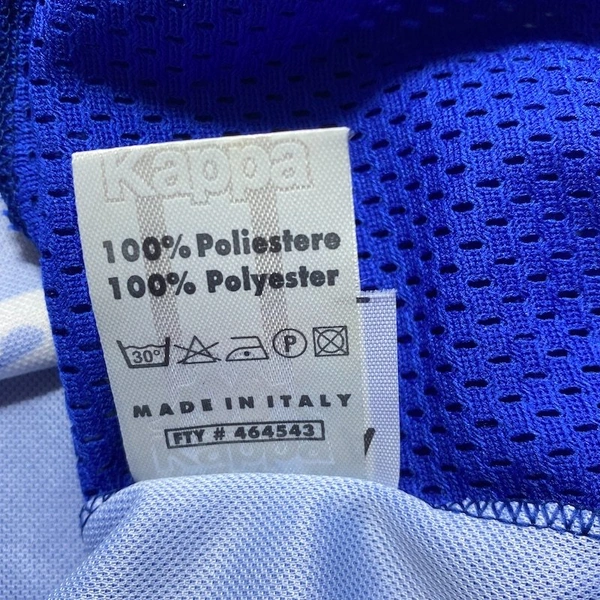 Kappa
100% Poliestere
100% Polyester
30° P
MADE IN ITALY
FTY # 464543
Kappa